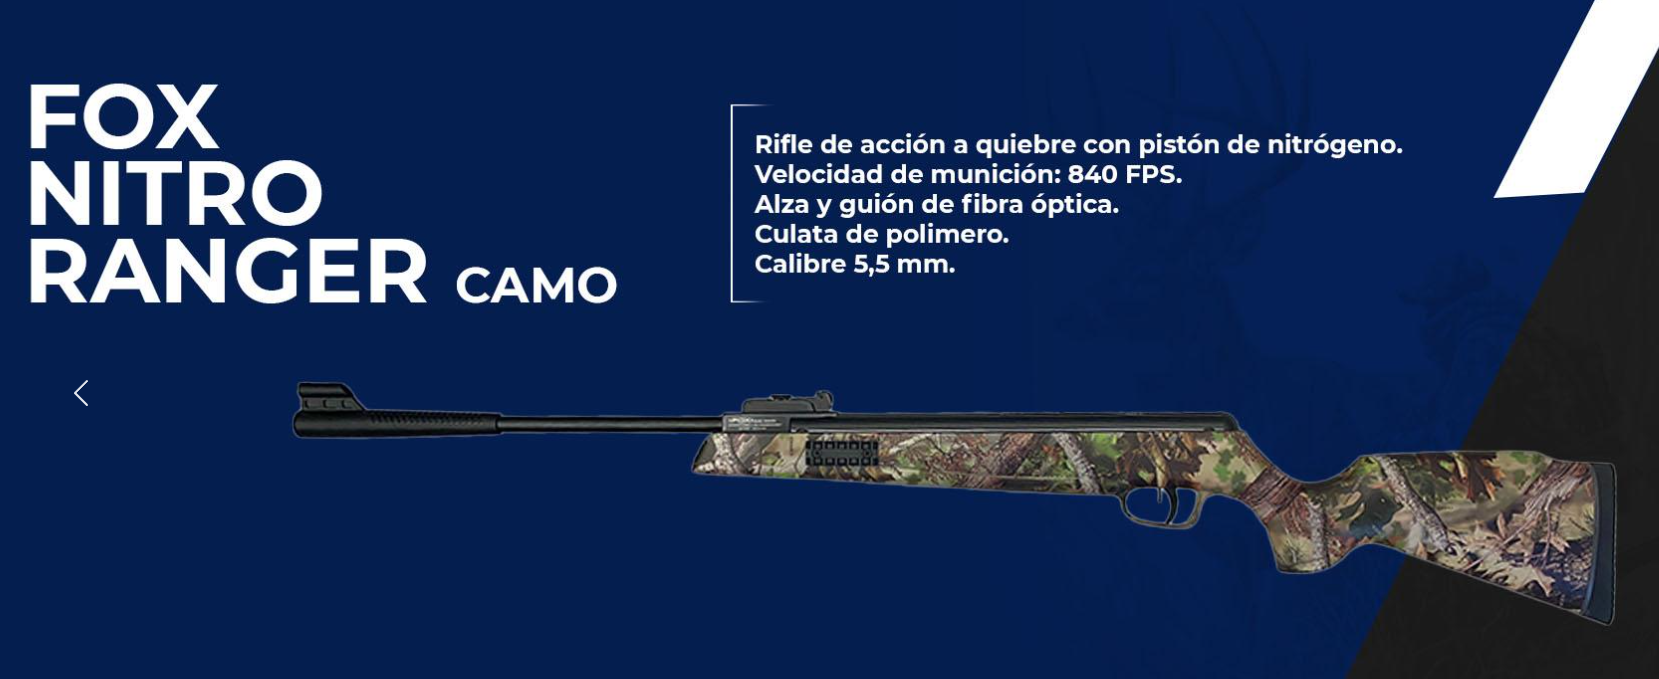 FOX
NITRO
RANGER CAMO
Rifle de acción a quiebre con pistón de nitrógeno.
Velocidad de munición: 840 FPS.
Alza y guión de fibra óptica.
Culata de polimero.
Calibre 5,5 mm.